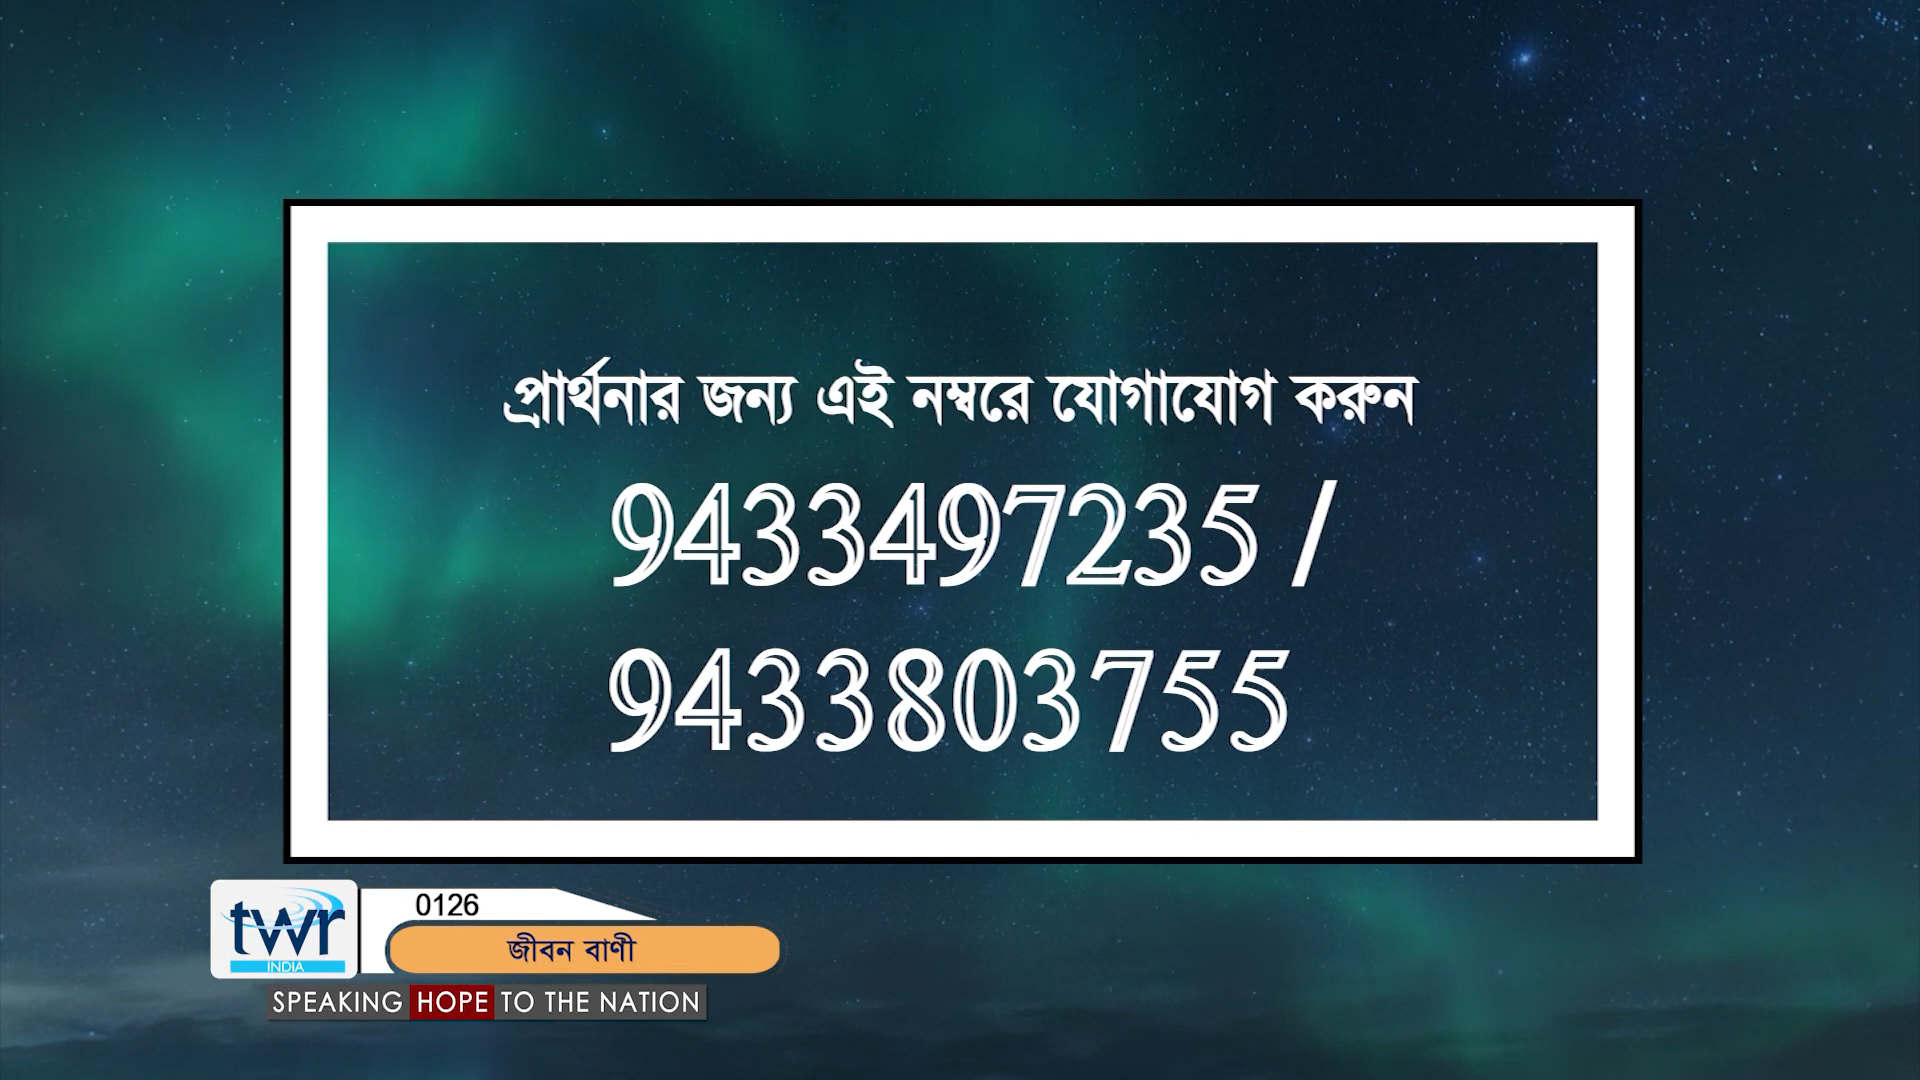 প্রার্থনার জন্য এই নম্বরে যোগাযোগ করুন
9433497235 /
9433803755
twr
INDIA
0126
জীবন বাণী
SPEAKING HOPE TO THE NATION